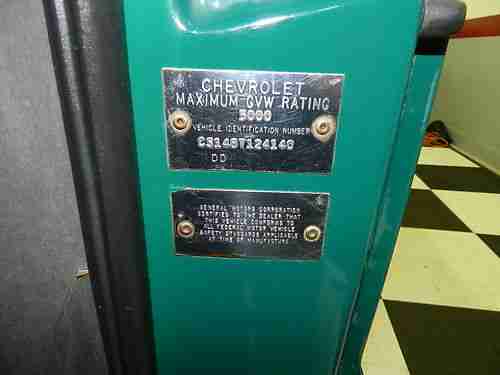 CHEVROLET
MAXIMUM GVW RATING
5000
VEHICLE IDENTIFICATION NUMBER
CS148T124140
DD
GENERAL MOTORS CORPORATION
CERTIFIES TO THE DEALER THAT
THIS VEHICLE CONFORMS TO
ALL FEDERAL MOTOR VEHICLE
SAFETY STANDARDS APPLICABLE
AT TIME OF MANUFACTURE